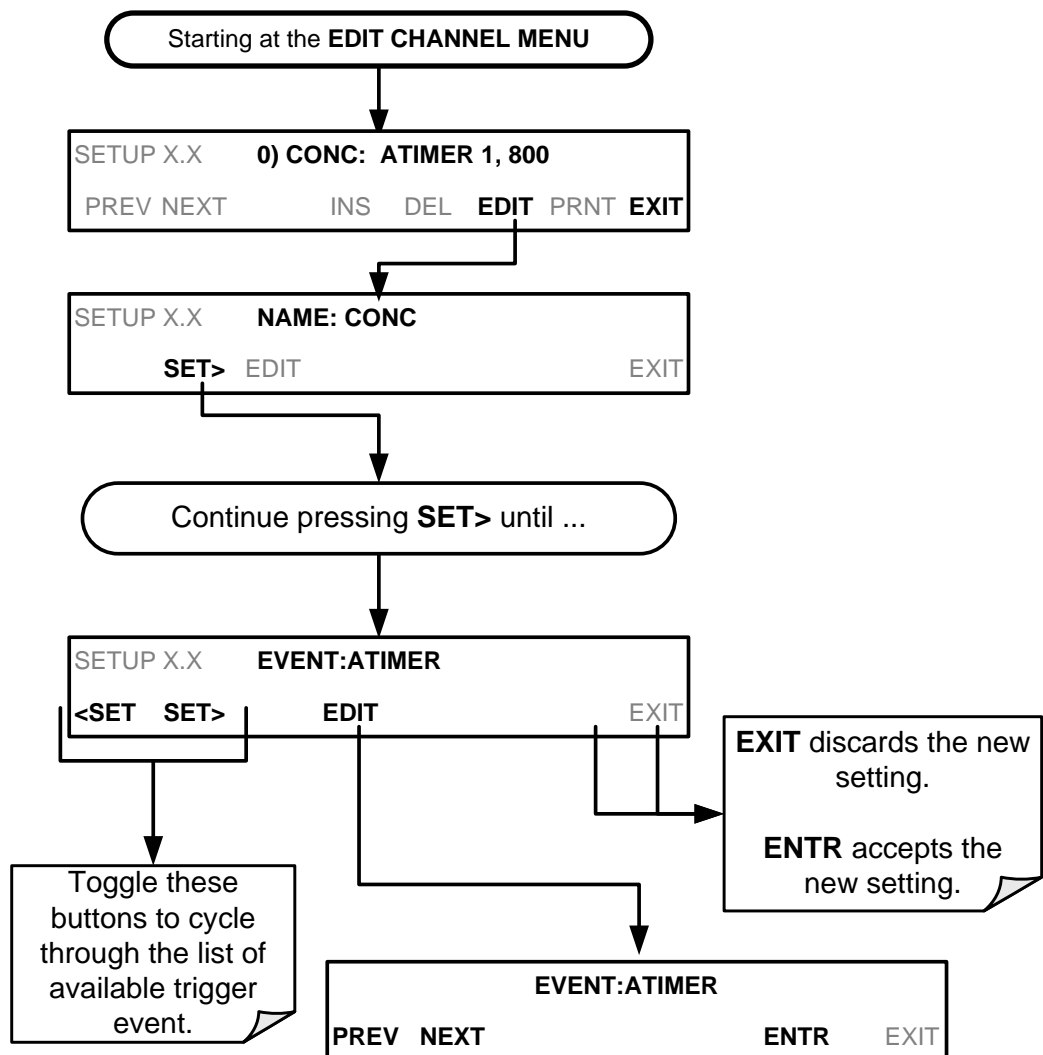 Starting at the EDIT CHANNEL MENU
SETUP X.X 0) CONC: ATIMER 1, 800
PREV NEXT INS DEL EDIT PRNT EXIT
SETUP X.X NAME: CONC
SET> EDIT EXIT
Continue pressing SET> until ...
SETUP X.X EVENT:ATIMER
<SET SET> EDIT EXIT
EXIT discards the new
setting.
ENTR accepts the
new setting.
Toggle these
buttons to cycle
through the list of
available trigger
event.
EVENT:ATIMER
PREV NEXT ENTR EXIT